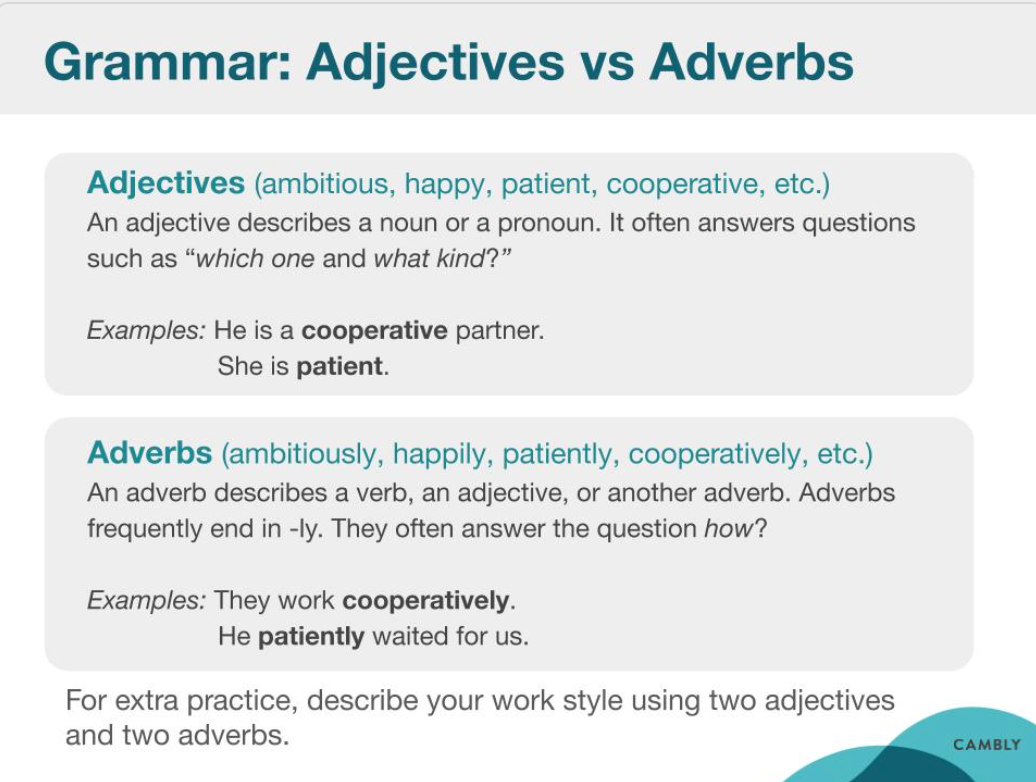 Grammar: Adjectives vs Adverbs
Adjectives (ambitious, happy, patient, cooperative, etc.)
An adjective describes a noun or a pronoun. It often answers questions
such as “which one and what kind?”
Examples: He is a cooperative partner.
She is patient.
Adverbs (ambitiously, happily, patiently, cooperatively, etc.)
An adverb describes a verb, an adjective, or another adverb. Adverbs
frequently end in -ly. They often answer the question how?
Examples: They work cooperatively.
He patiently waited for us.
For extra practice, describe your work style using two adjectives
and two adverbs.
CAMBLY